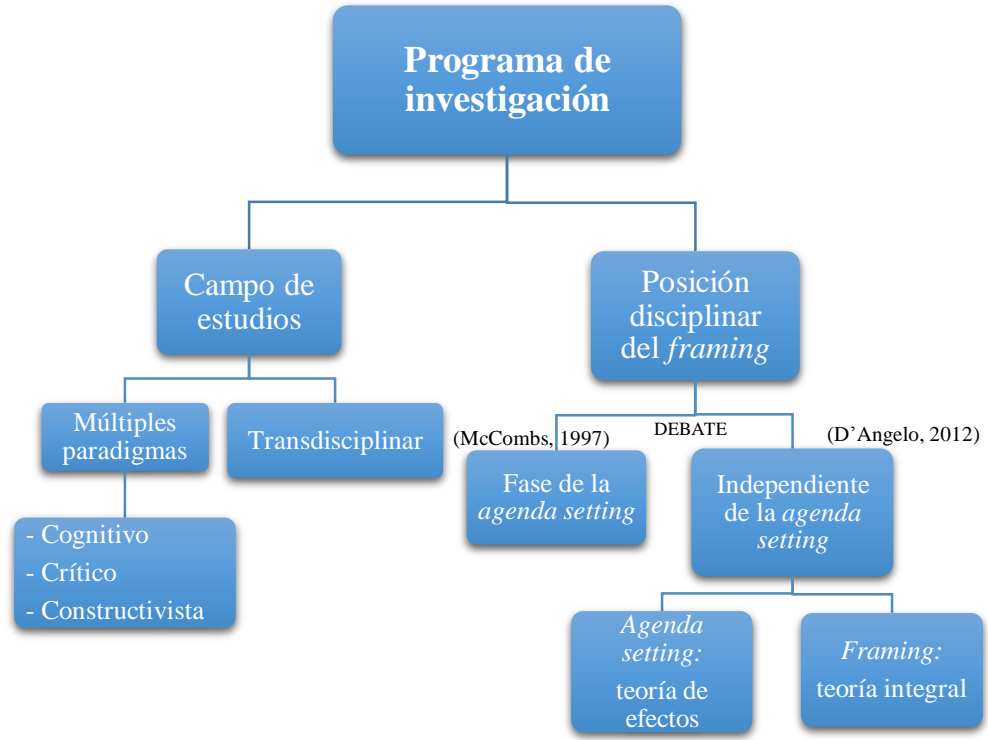 Programa de
investigación
Campo de
estudios
Posición
disciplinar
del framing
Múltiples
paradigmas
Transdisciplinar
(McCombs, 1997)
DEBATE
(D’Angelo, 2012)
Fase de la
agenda setting
Independiente
de la agenda
setting
- Cognitivo
- Crítico
- Constructivista
Agenda
setting:
teoría de
efectos
Framing:
teoría integral